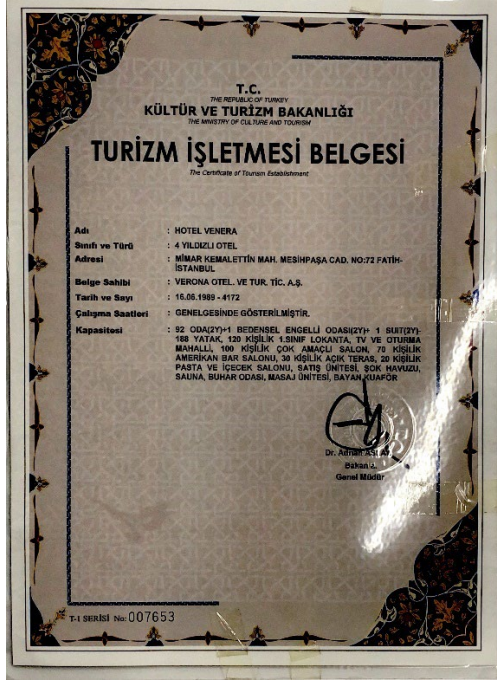 T.C.
THE REPUBLIC OF TURKEY
KÜLTÜR VE TURİZM BAKANLIĞI
THE MINISTRY OF CULTURE AND TOURISM
TURİZM İŞLETMESİ BELGESİ
The Certificate of Tourism Establishment
Adı : HOTEL VENERA
Sınıfı ve Türü : 4 YILDIZLI OTEL
Adresi : MİMAR KEMALETTİN MAH. MESİHPAŞA CAD. NO:72 FATİH-
İSTANBUL
Belge Sahibi : VERONA OTEL. VE TUR. TİC. A.Ş.
Tarih ve Sayı : 16.06.1989 - 4172
Çalışma Saatleri : GENELGESİNDE GÖSTERİLMİŞTİR.
Kapasitesi : 92 ODA(2Y)+1 BEDENSEL ENGELLİ ODASI(2Y)+ 1 SUIT(2Y)-
188 YATAK, 120 KİŞİLİK 1.SINIF LOKANTA, TV VE OTURMA
MAHALLİ, 100 KİŞİLİK ÇOK AMAÇLI SALON, 70 KİŞİLİK
AMERİKAN BAR SALONU, 30 KİŞİLİK AÇIK TERAS, 20 KİŞİLİK
PASTA VE İÇECEK SALONU, SATIŞ ÜNİTESİ, ŞOK HAVUZU,
SAUNA, BUHAR ODASI, MASAJ ÜNİTESİ, BAYAN KUAFÖR
Dr. Adnan
Bakan a.
Genel Müdür
T-1 SERİSİ No: 007653